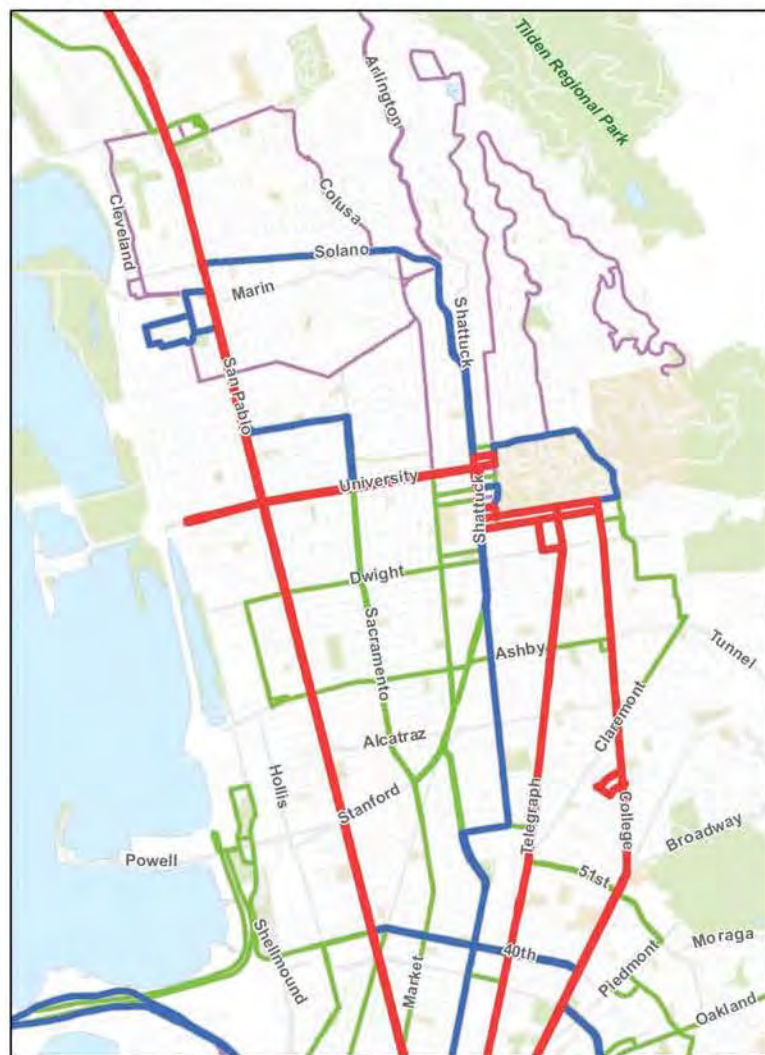 Tilden Regional Park
Arlington
Colusa
Cleveland
Solano
Marin
Shattuck
San Pablo
University
Shattuck
Dwight
Sacramento
Ashby
Tunnel
Claremont
Alcatraz
Hollis
Stanford
Telegraph
College
Broadway
Powell
51st
Shellmound
40th
Market
Piedmont
Moraga
Oakland